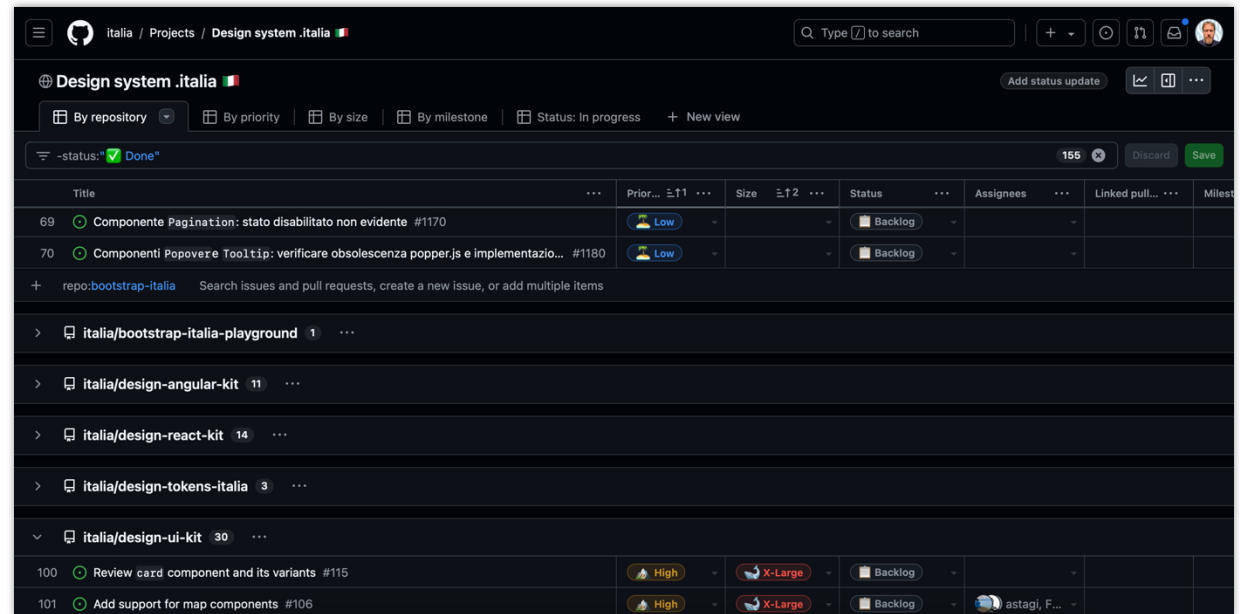 italia / Projects / Design system .italia 🇮🇹 Type / to search
Design system .italia 🇮🇹 Add status update
By repository By priority By size By milestone Status: In progress + New view
-status:"✅ Done" 155 Discard Save
Title Prior... 1 Size 2 Status Assignees Linked pull... Milest
69 Componente Pagination: stato disabilitato non evidente #1170 🏝️ Low 📋 Backlog
70 Componenti Popover e Tooltip: verificare obsolescenza popper.js e implementazio... #1180 🏝️ Low 📋 Backlog
+ repo:bootstrap-italia Search issues and pull requests, create a new issue, or add multiple items
italia/bootstrap-italia-playground 1 ...
italia/design-angular-kit 11 ...
italia/design-react-kit 14 ...
italia/design-tokens-italia 3 ...
italia/design-ui-kit 30 ...
100 Review card component and its variants #115 🏔️ High 🐋 X-Large 📋 Backlog
101 Add support for map components #106 🏔️ High 🐋 X-Large 📋 Backlog astagi, F...